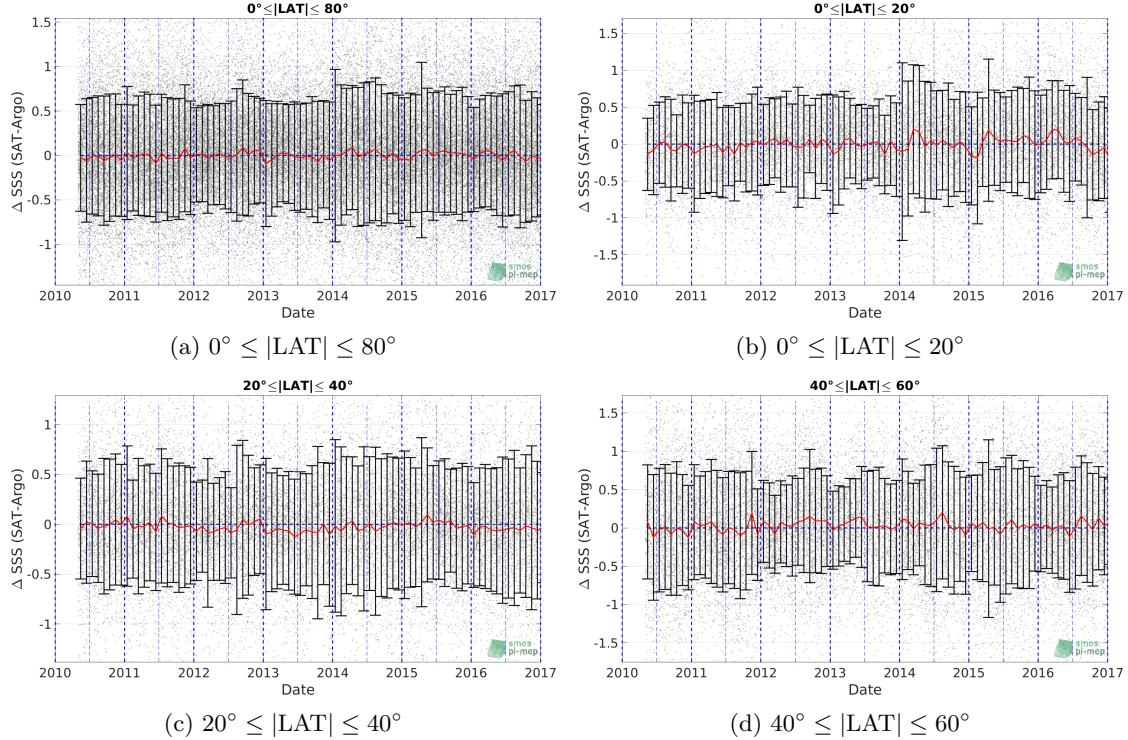 0°≤|LAT|≤ 80°
Δ SSS (SAT-Argo)
1.5
1
0.5
0
-0.5
-1
2010 2011 2012 2013 2014 2015 2016 2017
Date
smos
pi-mep
(a) 0° ≤ |LAT| ≤ 80°
0°≤|LAT|≤ 20°
Δ SSS (SAT-Argo)
1.5
1
0.5
0
-0.5
-1
-1.5
2010 2011 2012 2013 2014 2015 2016 2017
Date
smos
pi-mep
(b) 0° ≤ |LAT| ≤ 20°
20°≤|LAT|≤ 40°
Δ SSS (SAT-Argo)
1
0.5
0
-0.5
-1
2010 2011 2012 2013 2014 2015 2016 2017
Date
smos
pi-mep
(c) 20° ≤ |LAT| ≤ 40°
40°≤|LAT|≤ 60°
Δ SSS (SAT-Argo)
1.5
1
0.5
0
-0.5
-1
-1.5
2010 2011 2012 2013 2014 2015 2016 2017
Date
smos
pi-mep
(d) 40° ≤ |LAT| ≤ 60°